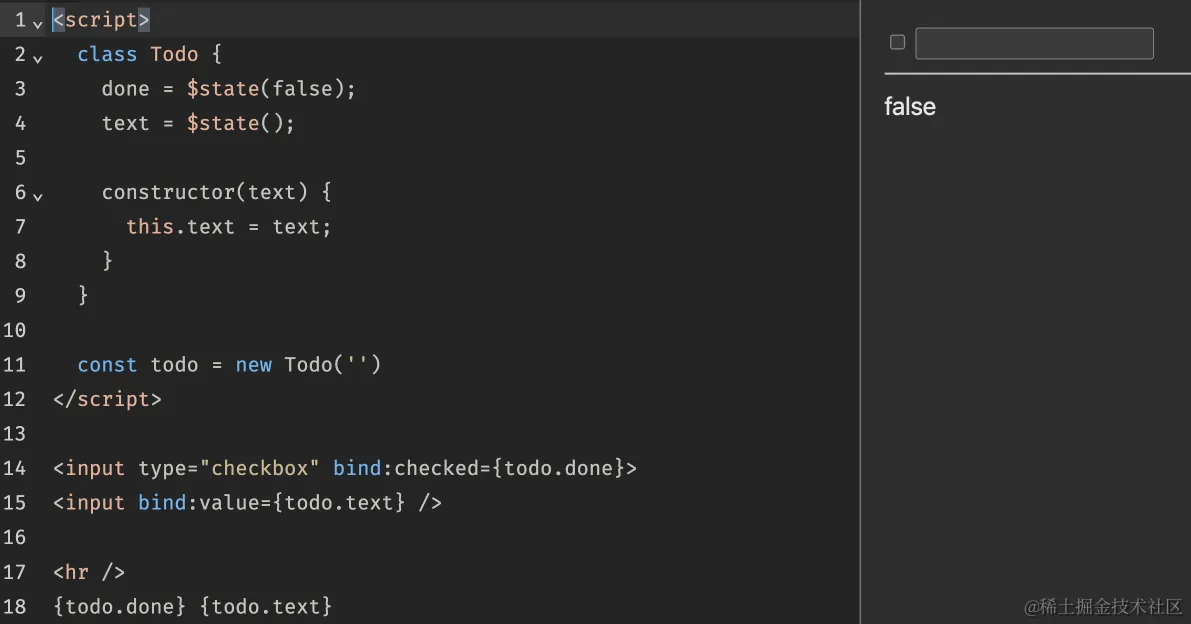 1 <script>
2   class Todo {
3     done = $state(false);
4     text = $state();
5
6     constructor(text) {
7       this.text = text;
8     }
9   }
10
11   const todo = new Todo('')
12 </script>
13
14 <input type="checkbox" bind:checked={todo.done}>
15 <input bind:value={todo.text} />
16
17 <hr />
18 {todo.done} {todo.text}
false
@稀土掘金技术社区